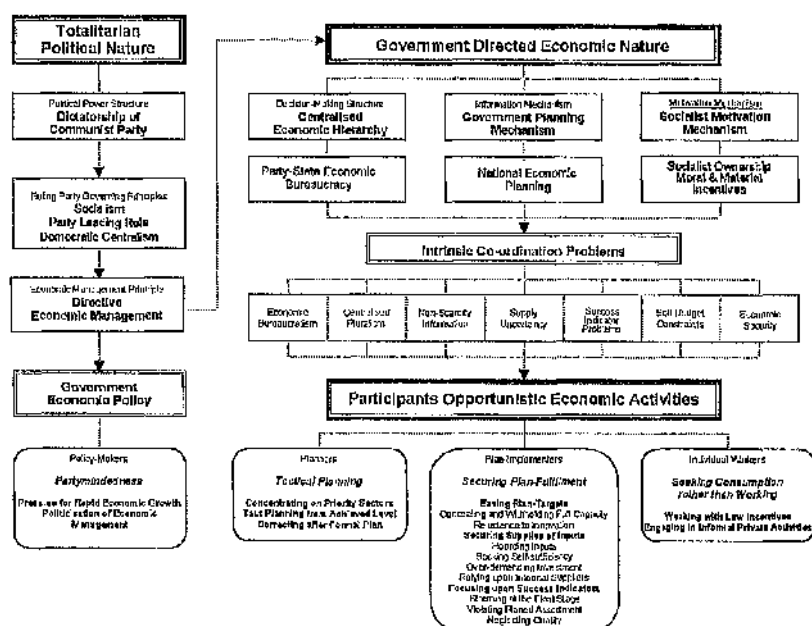 Totalitarian
Political Nature
Political Power Structure
Dictatorship of
Communist Party
Ruling Party Governing Principles
Socialism
Party Leading Role
Democratic Centralism
Economic Management Principle
Directive
Economic Management
Government
Economic Policy
Policy-Makers
Partymindedness
Pressure for Rapid Economic Growth
Politicisation of Economic
Management
Government Directed Economic Nature
Decision-Making Structure
Centralised
Economic Hierarchy
Information Mechanism
Government Planning
Mechanism
Motivation Mechanism
Socialist Motivation
Mechanism
Party-State Economic
Bureaucracy
National Economic
Planning
Socialist Ownership
Moral & Material
Incentives
Intrinsic Co-ordination Problems
Economic
Bureaucratism
Centralised
Pluralism
Non-Scarcity
Information
Supply
Uncertainty
Success
Indicator
Problems
Soft Budget
Constraints
Economic
Security
Participants Opportunistic Economic Activities
Planners
Tactical Planning
Concentrating on Priority Sectors
Taut Planning from Achieved Level
Correcting after Formal Plan
Plan-Implementers
Securing Plan-Fulfilment
Easing Plan-Targets
Concealing and Withholding Full Capacity
Reluctance to Innovation
Securing Supplies of Inputs
Hoarding Inputs
Seeking Self-sufficiency
Over-demanding Investment
Relying upon Informal Suppliers
Focusing upon Success Indicators
Storming at the Final Stage
Violating Planned Assortment
Neglecting Quality
Individual Workers
Seeking Consumption
rather than Working
Working with Low Incentives
Engaging in Informal Private Activities